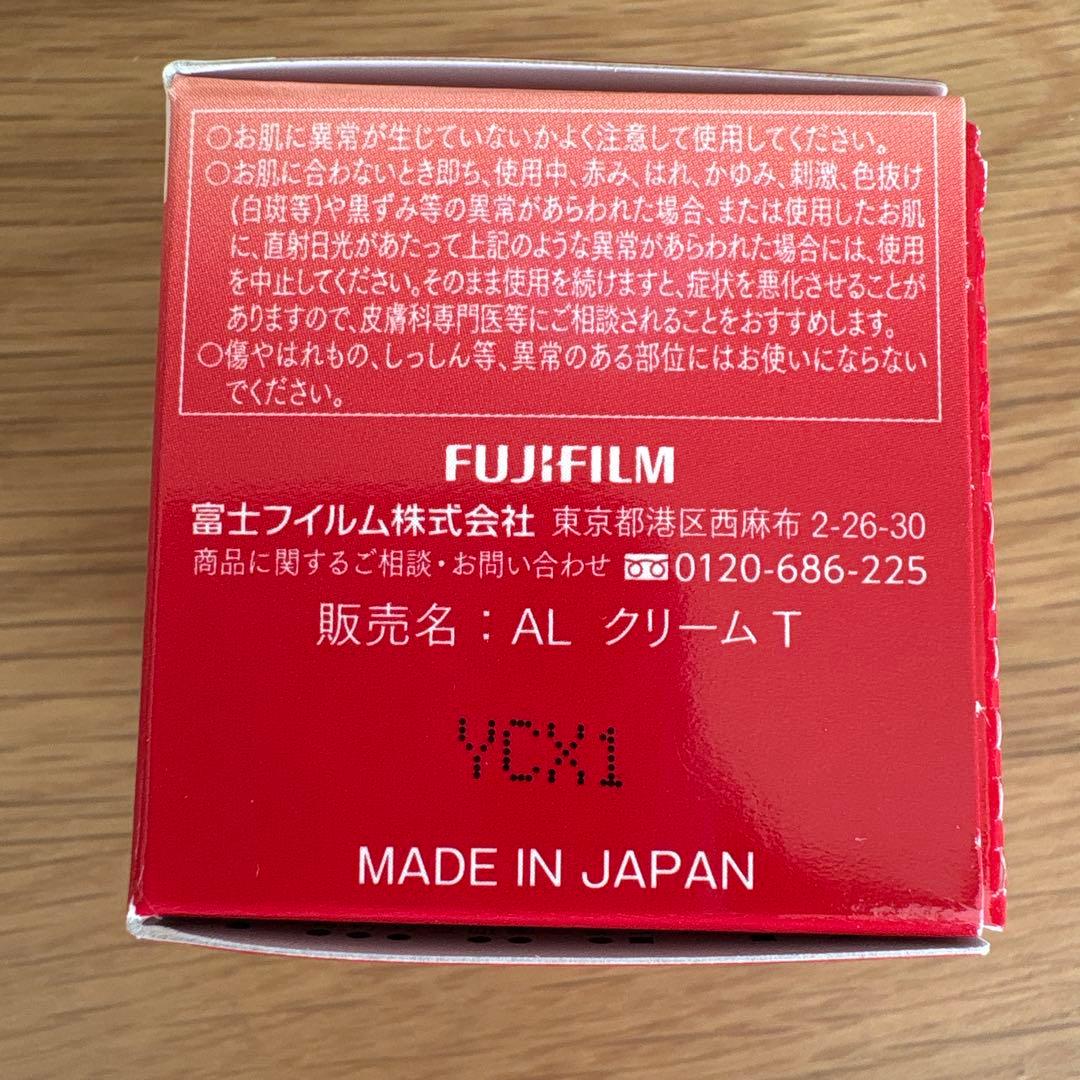 ○お肌に異常が生じていないかよく注意して使用してください。
○お肌に合わないとき即ち、使用中、赤み、はれ、かゆみ、刺激、色抜け
(白斑等)や黒ずみ等の異常があらわれた場合、または使用したお肌
に、直射日光があたって上記のような異常があらわれた場合には、使用
を中止してください。そのまま使用を続けますと、症状を悪化させることが
ありますので、皮膚科専門医等にご相談されることをおすすめします。
○傷やはれもの、しっしん等、異常のある部位にはお使いにならない
でください。
FUJIFILM
富士フイルム株式会社 東京都港区西麻布 2-26-30
商品に関するご相談・お問い合わせ 0120-686-225
販売名：AL クリーム T
YCX1
MADE IN JAPAN